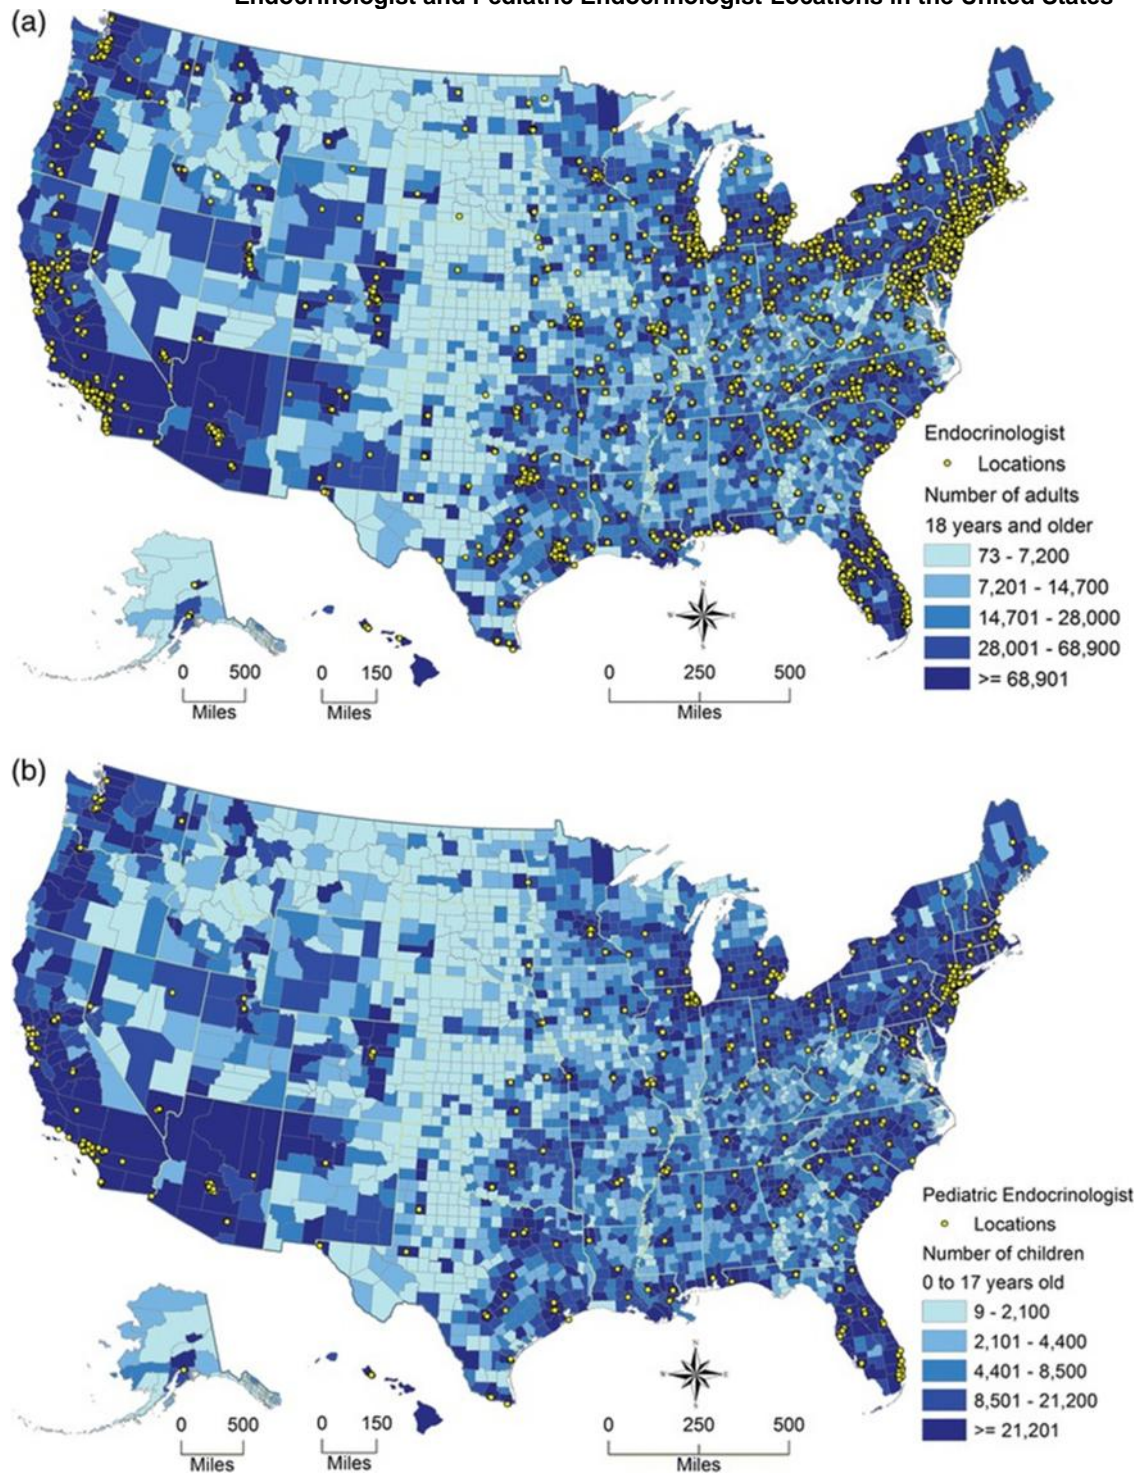 Endocrinologist and Pediatric Endocrinologist Locations in the United States
(a)
Endocrinologist
Locations
Number of adults
18 years and older
73 - 7,200
7,201 - 14,700
14,701 - 28,000
28,001 - 68,900
>= 68,901
N
W E
S
0 500
Miles
0 150
Miles
0 250 500
Miles
(b)
Pediatric Endocrinologist
Locations
Number of children
0 to 17 years old
9 - 2,100
2,101 - 4,400
4,401 - 8,500
8,501 - 21,200
>= 21,201
N
W E
S
0 500
Miles
0 150
Miles
0 250 500
Miles